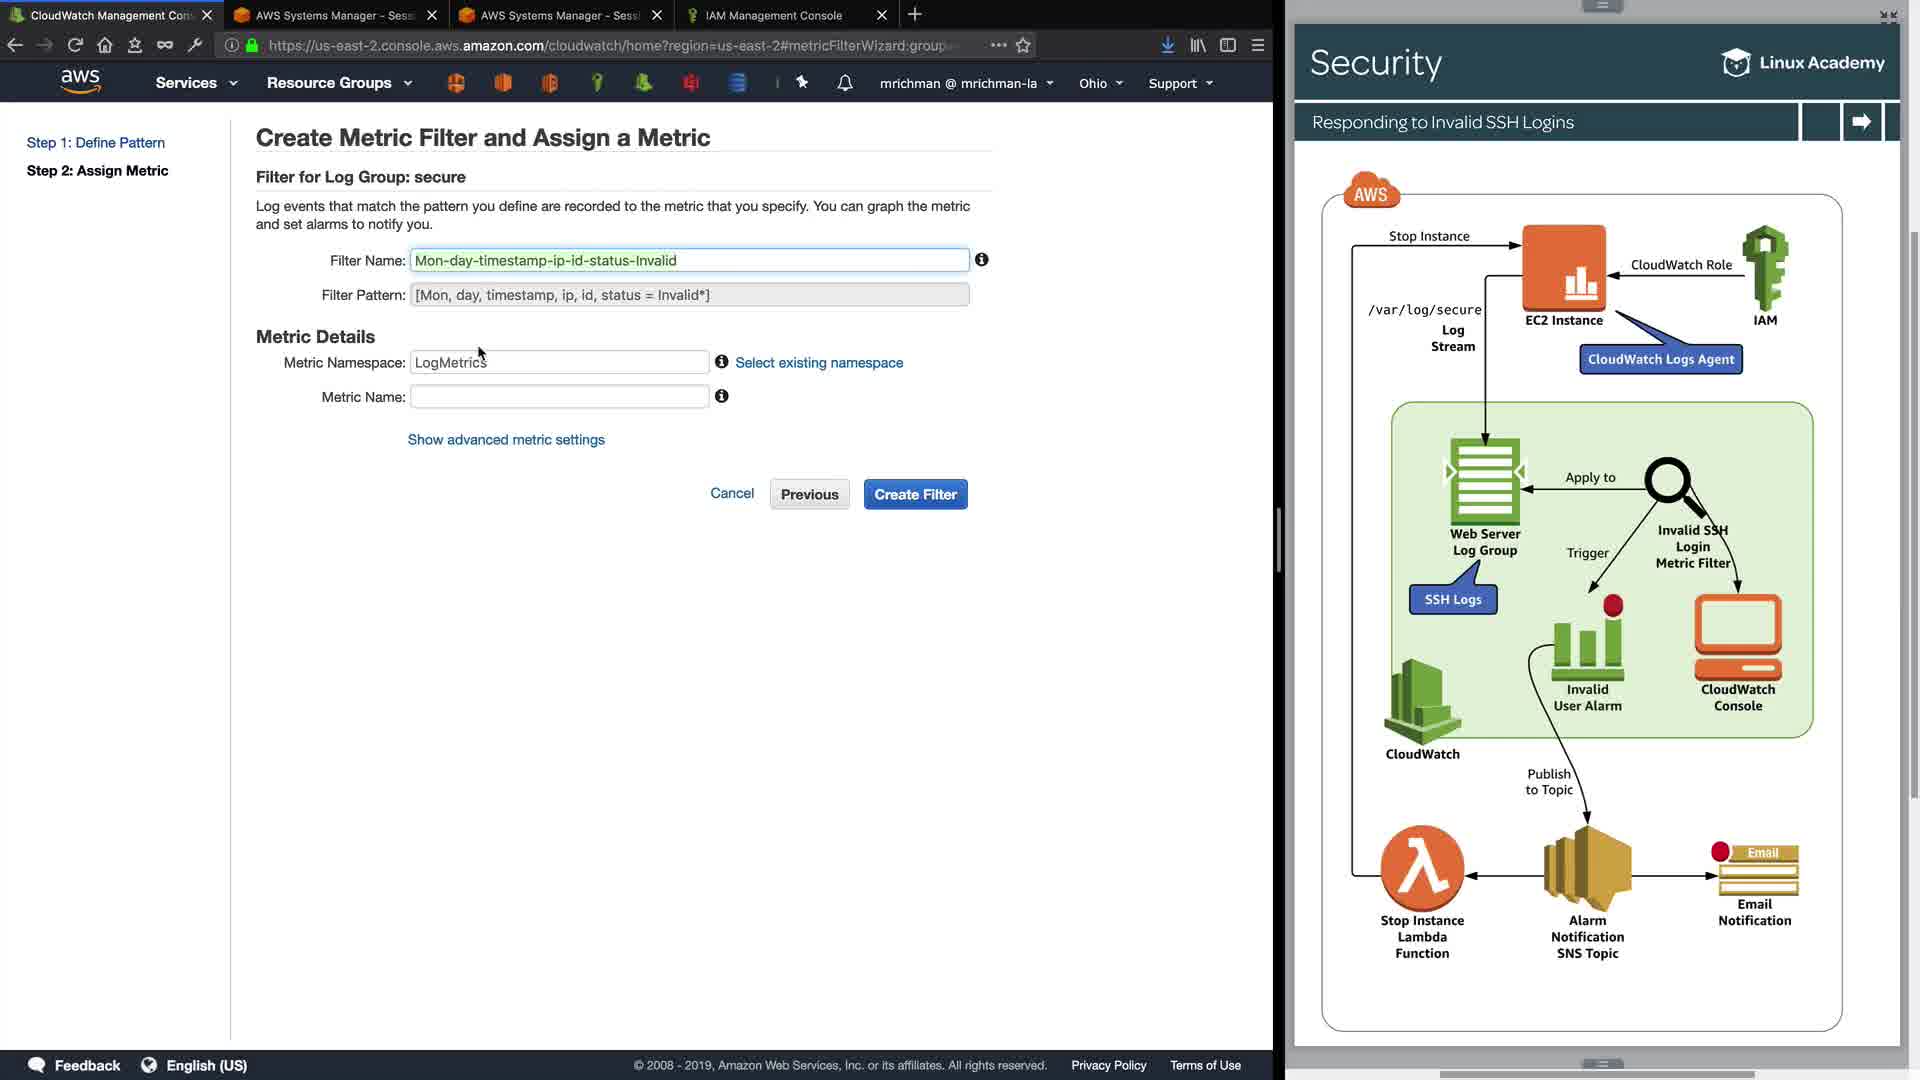 CloudWatch Management Con
AWS Systems Manager - Sess
AWS Systems Manager - Sess
IAM Management Console
https://us-east-2.console.aws.amazon.com/cloudwatch/home?region=us-east-2#metricFilterWizard:group
aws
Services
Resource Groups
mrichman @ mrichman-la
Ohio
Support
Step 1: Define Pattern
Step 2: Assign Metric
Create Metric Filter and Assign a Metric
Filter for Log Group: secure
Log events that match the pattern you define are recorded to the metric that you specify. You can graph the metric
and set alarms to notify you.
Filter Name: Mon-day-timestamp-ip-id-status-Invalid
Filter Pattern: [Mon, day, timestamp, ip, id, status = Invalid*]
Metric Details
Metric Namespace: LogMetrics Select existing namespace
Metric Name:
Show advanced metric settings
Cancel Previous Create Filter
Feedback English (US)
© 2008 - 2019, Amazon Web Services, Inc. or its affiliates. All rights reserved. Privacy Policy Terms of Use
Security
Linux Academy
Responding to Invalid SSH Logins
AWS
Stop Instance
CloudWatch Role
EC2 Instance
IAM
/var/log/secure
Log
Stream
CloudWatch Logs Agent
Apply to
Web Server
Log Group
Invalid SSH
Login
Metric Filter
Trigger
SSH Logs
Invalid
User Alarm
CloudWatch
Console
CloudWatch
Publish
to Topic
Email
Stop Instance
Lambda
Function
Alarm
Notification
SNS Topic
Email
Notification